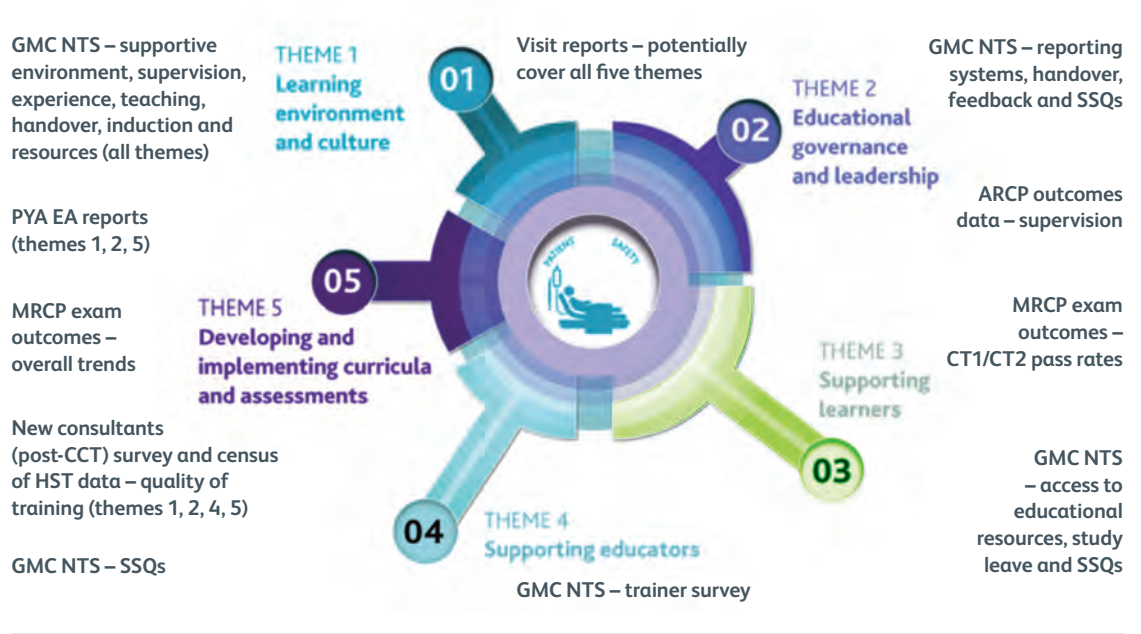 GMC NTS – supportive
environment, supervision,
experience, teaching,
handover, induction and
resources (all themes)
PYA EA reports
(themes 1, 2, 5)
MRCP exam
outcomes –
overall trends
New consultants
(post-CCT) survey and census
of HST data – quality of
training (themes 1, 2, 4, 5)
GMC NTS – SSQs
THEME 1
Learning
environment
and culture
01
Visit reports – potentially
cover all five themes
THEME 2
Educational
governance
and leadership
02
PATIENT SAFETY
THEME 5
Developing and
implementing curricula
and assessments
05
THEME 3
Supporting
learners
03
04
THEME 4
Supporting educators
GMC NTS – trainer survey
GMC NTS – reporting
systems, handover,
feedback and SSQs
ARCP outcomes
data – supervision
MRCP exam
outcomes –
CT1/CT2 pass rates
GMC NTS
– access to
educational
resources, study
leave and SSQs